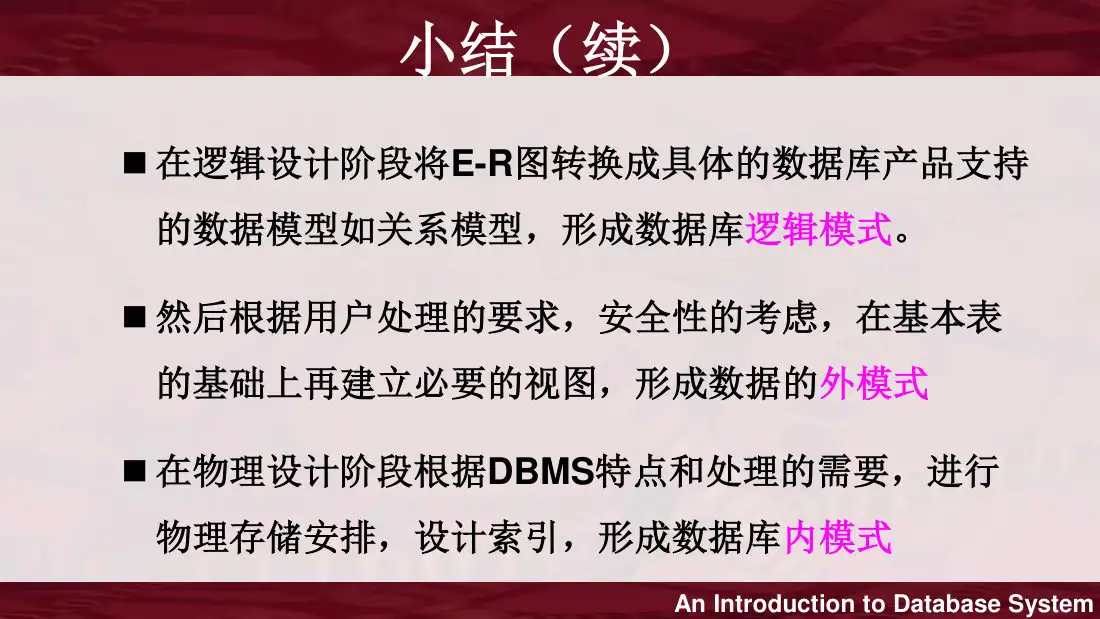 小结（续）
■ 在逻辑设计阶段将E-R图转换成具体的数据库产品支持
的数据模型如关系模型，形成数据库逻辑模式。
■ 然后根据用户处理的要求，安全性的考虑，在基本表
的基础上再建立必要的视图，形成数据的外模式
■ 在物理设计阶段根据DBMS特点和处理的需要，进行
物理存储安排，设计索引，形成数据库内模式
An Introduction to Database System